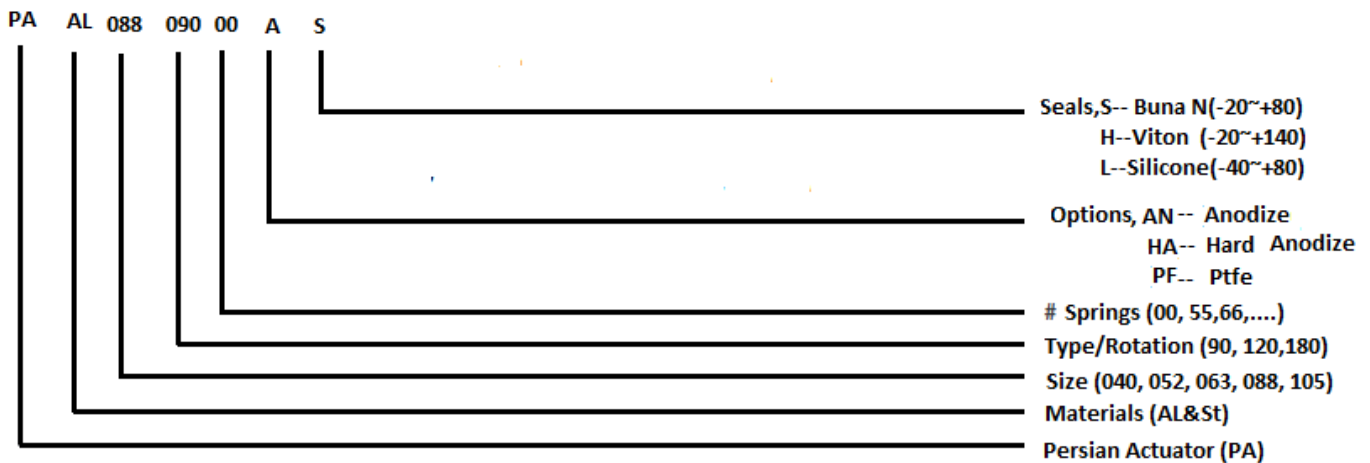 PA AL 088 090 00 A S
Seals,S-- Buna N(-20~+80)
H--Viton (-20~+140)
L--Silicone(-40~+80)
Options, AN-- Anodize
HA-- Hard Anodize
PF-- Ptfe
# Springs (00, 55,66,....)
Type/Rotation (90, 120,180)
Size (040, 052, 063, 088, 105)
Materials (AL&St)
Persian Actuator (PA)